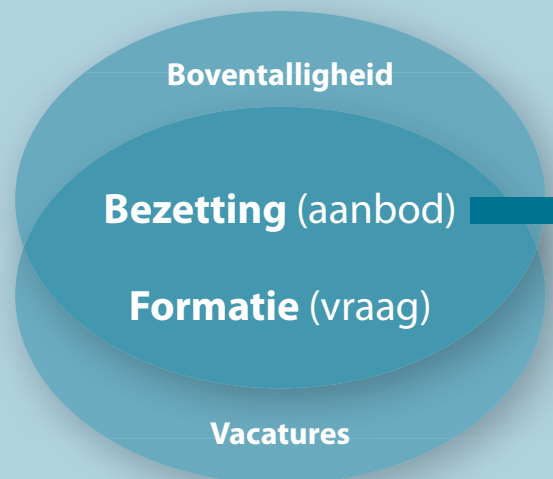 Boventalligheid
Bezetting (aanbod)
Formatie (vraag)
Vacatures